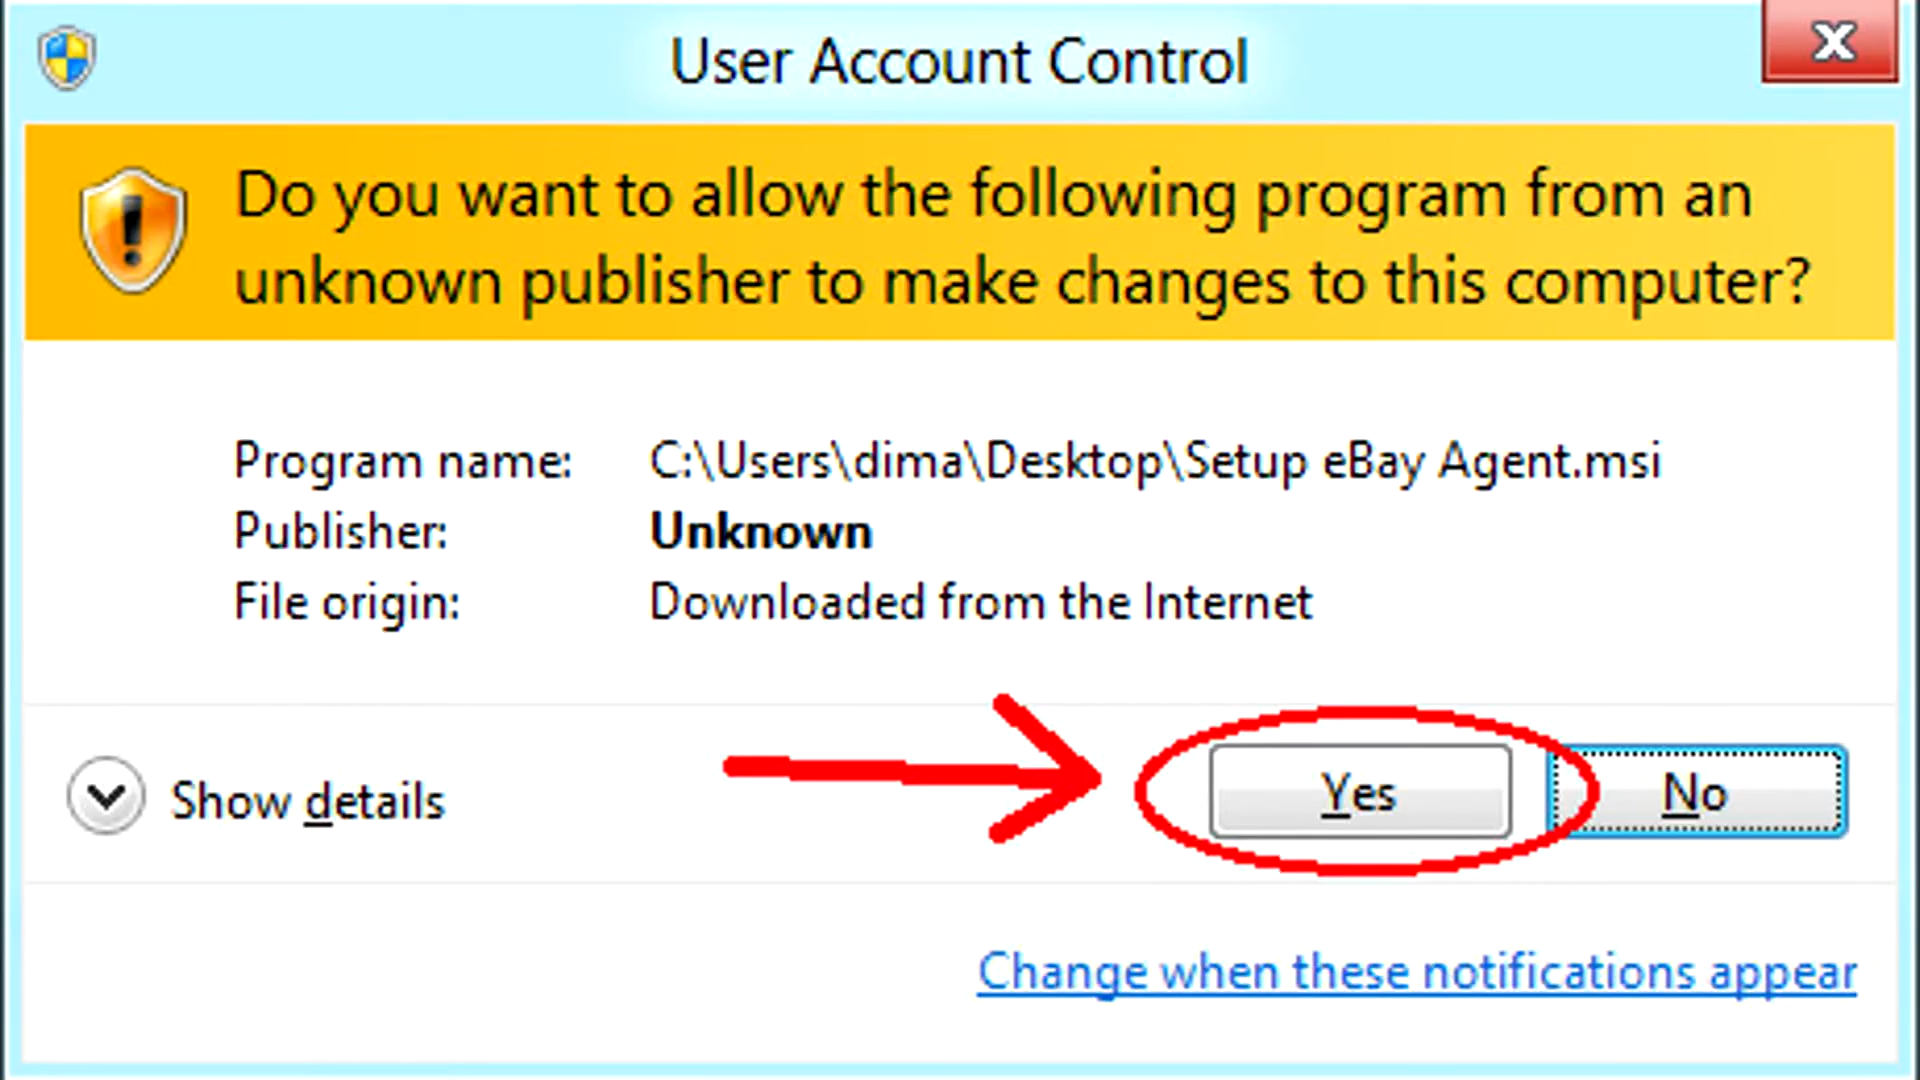 User Account Control
Do you want to allow the following program from an
unknown publisher to make changes to this computer?
Program name: C:\Users\dima\Desktop\Setup eBay Agent.msi
Publisher: Unknown
File origin: Downloaded from the Internet
Show details Yes No
Change when these notifications appear